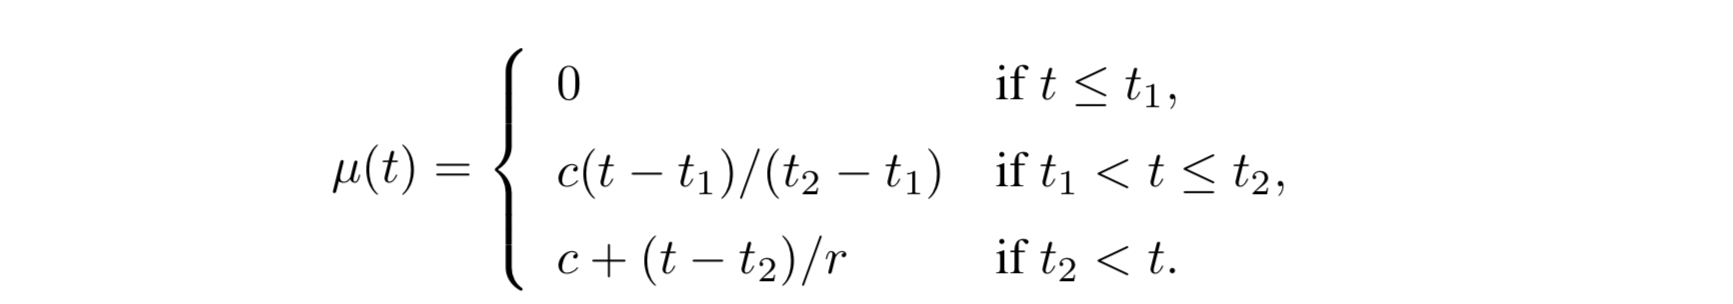 0 if t ≤ t₁,
μ(t) = { c(t − t₁)/(t₂ − t₁) if t₁ < t ≤ t₂,
c + (t − t₂)/r if t₂ < t.